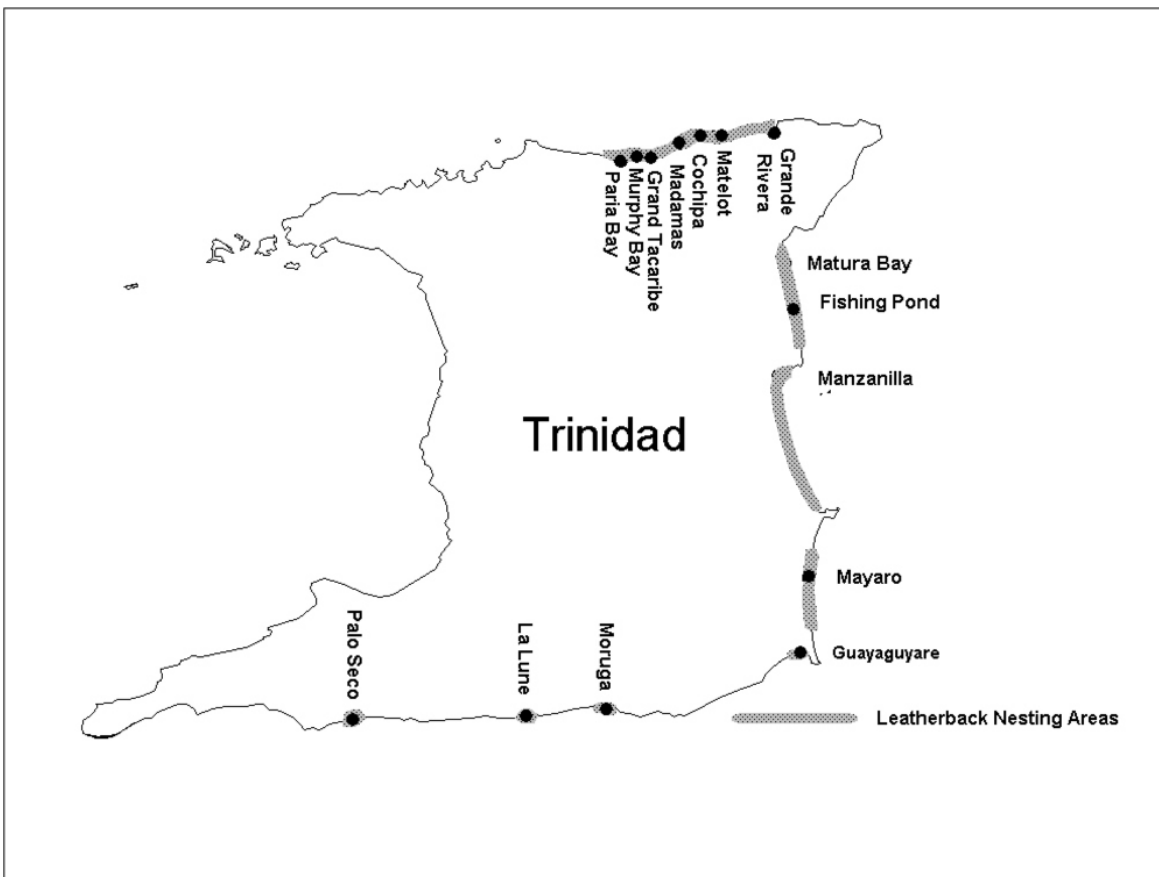 Paria Bay
Murphy Bay
Grand Tacaribe
Madamas
Cochipa
Matelot
Grande
Rivera
Matura Bay
Fishing Pond
Manzanilla
Trinidad
Mayaro
Guayaguyare
Palo Seco
La Lune
Moruga
Leatherback Nesting Areas